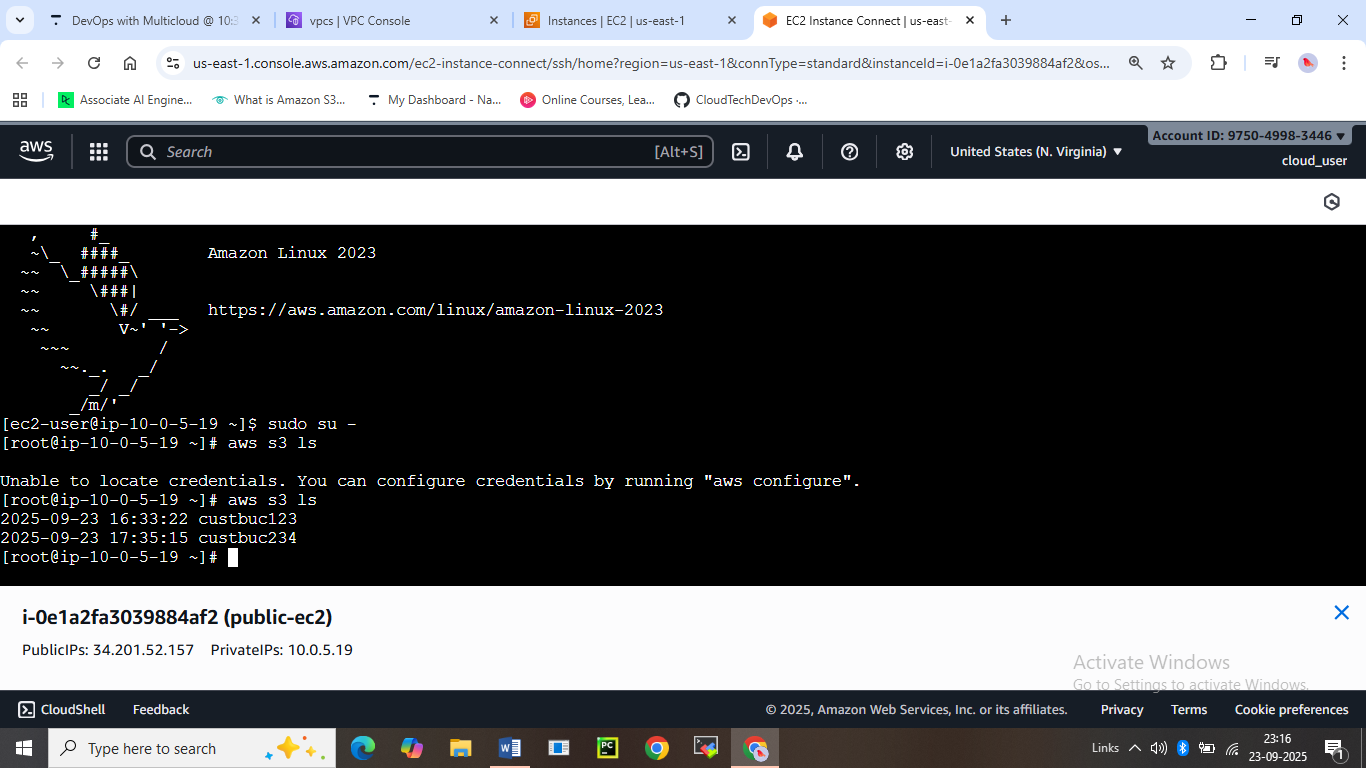 DevOps with Multicloud @ 10:3
vpcs | VPC Console
Instances | EC2 | us-east-1
EC2 Instance Connect | us-east-
us-east-1.console.aws.amazon.com/ec2-instance-connect/ssh/home?region=us-east-1&connType=standard&instanceId=i-0e1a2fa3039884af2&os...
Associate AI Engine...
What is Amazon S3...
My Dashboard - Na...
Online Courses, Lea...
CloudTechDevOps -...
aws
Search
[Alt+S]
United States (N. Virginia) ▼
Account ID: 9750-4998-3446 ▼
cloud_user
   ,     #_
   ~\_  ####_        Amazon Linux 2023
  ~~  \_#####\
  ~~     \###|
  ~~       \#/ ___   https://aws.amazon.com/linux/amazon-linux-2023
   ~~       V~' '->
    ~~~         /
      ~~._.   _/
         _/ _/
       _/m/'
[ec2-user@ip-10-0-5-19 ~]$ sudo su -
[root@ip-10-0-5-19 ~]# aws s3 ls
Unable to locate credentials. You can configure credentials by running "aws configure".
[root@ip-10-0-5-19 ~]# aws s3 ls
2025-09-23 16:33:22 custbuc123
2025-09-23 17:35:15 custbuc234
[root@ip-10-0-5-19 ~]#
i-0e1a2fa3039884af2 (public-ec2)
PublicIPs: 34.201.52.157 PrivateIPs: 10.0.5.19
Activate Windows
Go to Settings to activate Windows.
CloudShell
Feedback
© 2025, Amazon Web Services, Inc. or its affiliates.
Privacy
Terms
Cookie preferences
Type here to search
W
PC
Links
23:16
23-09-2025
1